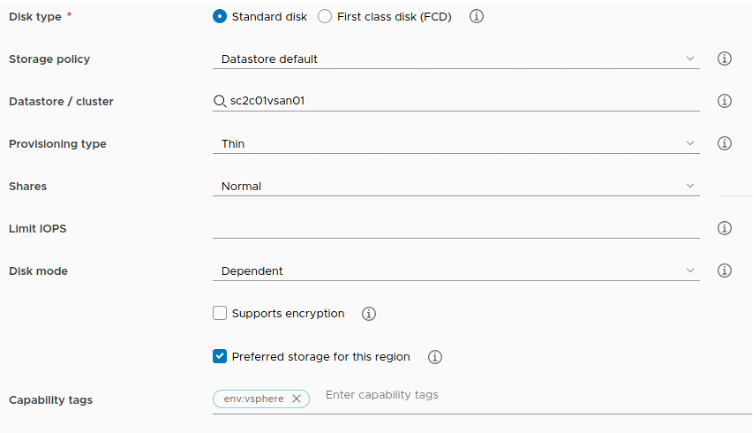 Disk type * Standard disk First class disk (FCD)
Storage policy Datastore default
Datastore / cluster sc2c01vsan01
Provisioning type Thin
Shares Normal
Limit IOPS
Disk mode Dependent
Supports encryption
Preferred storage for this region
Capability tags env:vsphere Enter capability tags